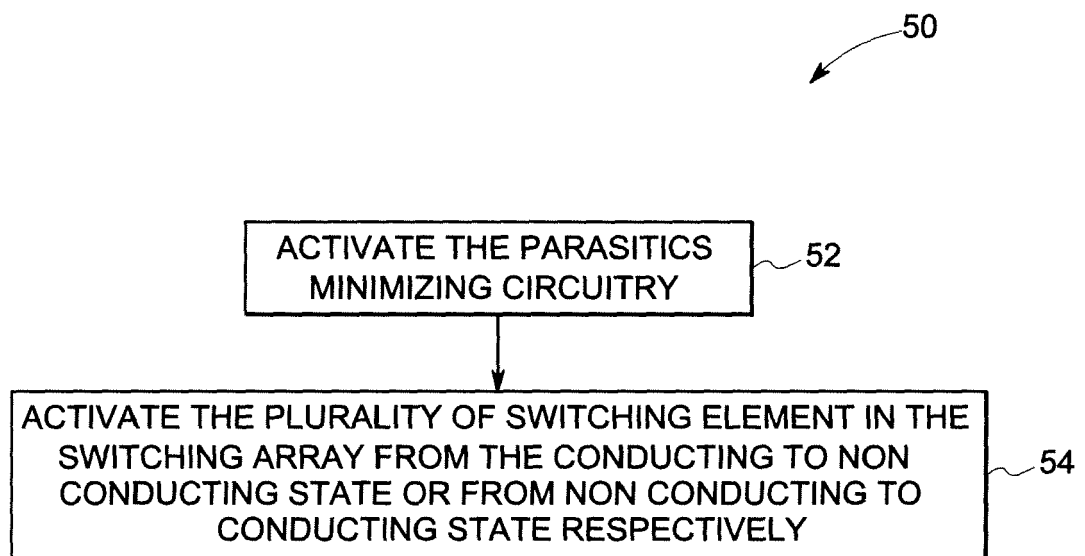 50
ACTIVATE THE PARASITICS
MINIMIZING CIRCUITRY
52
ACTIVATE THE PLURALITY OF SWITCHING ELEMENT IN THE
SWITCHING ARRAY FROM THE CONDUCTING TO NON
CONDUCTING STATE OR FROM NON CONDUCTING TO
CONDUCTING STATE RESPECTIVELY
54